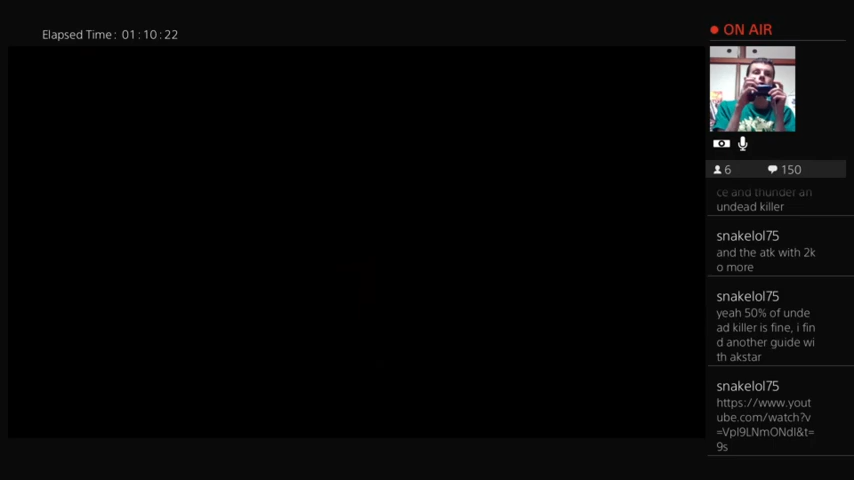 Elapsed Time: 01:10:22
ON AIR
6
150
ce and thunder an
undead killer
snakelol75
and the atk with 2k
o more
snakelol75
yeah 50% of unde
ad killer is fine, i fin
d another guide wi
th akstar
snakelol75
https://www.yout
ube.com/watch?v
=Vpl9LNmONdI&t=
9s